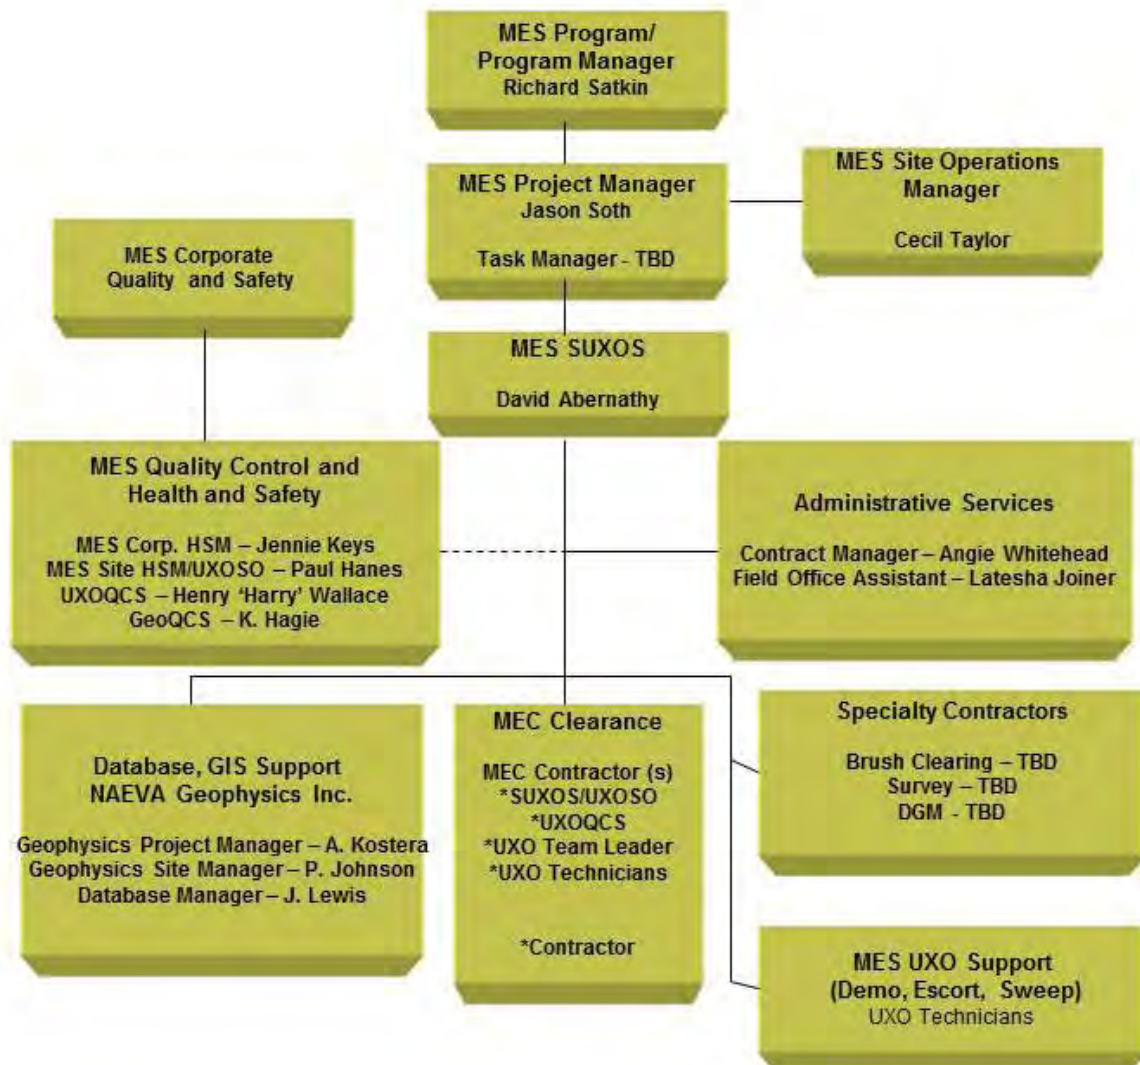 MES Program/
Program Manager
Richard Satkin
MES Project Manager
Jason Soth
Task Manager - TBD
MES Site Operations
Manager
Cecil Taylor
MES Corporate
Quality and Safety
MES SUXOS
David Abernathy
MES Quality Control and
Health and Safety
MES Corp. HSM – Jennie Keys
MES Site HSM/UXOSO – Paul Hanes
UXOQCS – Henry ‘Harry’ Wallace
GeoQCS – K. Hagie
Administrative Services
Contract Manager – Angie Whitehead
Field Office Assistant – Latesha Joiner
Database, GIS Support
NAEVA Geophysics Inc.
Geophysics Project Manager – A. Kostera
Geophysics Site Manager – P. Johnson
Database Manager – J. Lewis
MEC Clearance
MEC Contractor (s)
*SUXOS/UXOSO
*UXOQCS
*UXO Team Leader
*UXO Technicians
*Contractor
Specialty Contractors
Brush Clearing – TBD
Survey – TBD
DGM - TBD
MES UXO Support
(Demo, Escort, Sweep)
UXO Technicians